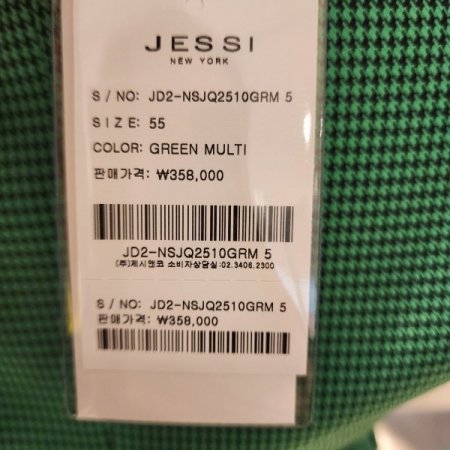 JESSI
NEW YORK
S / NO: JD2-NSJQ2510GRM 5
SIZE: 55
COLOR: GREEN MULTI
판매가격: ₩358,000
JD2-NSJQ2510GRM 5
(주)제시앤코 소비자상담실:02.3406.2300
S / NO: JD2-NSJQ2510GRM 5
판매가격: ₩358,000